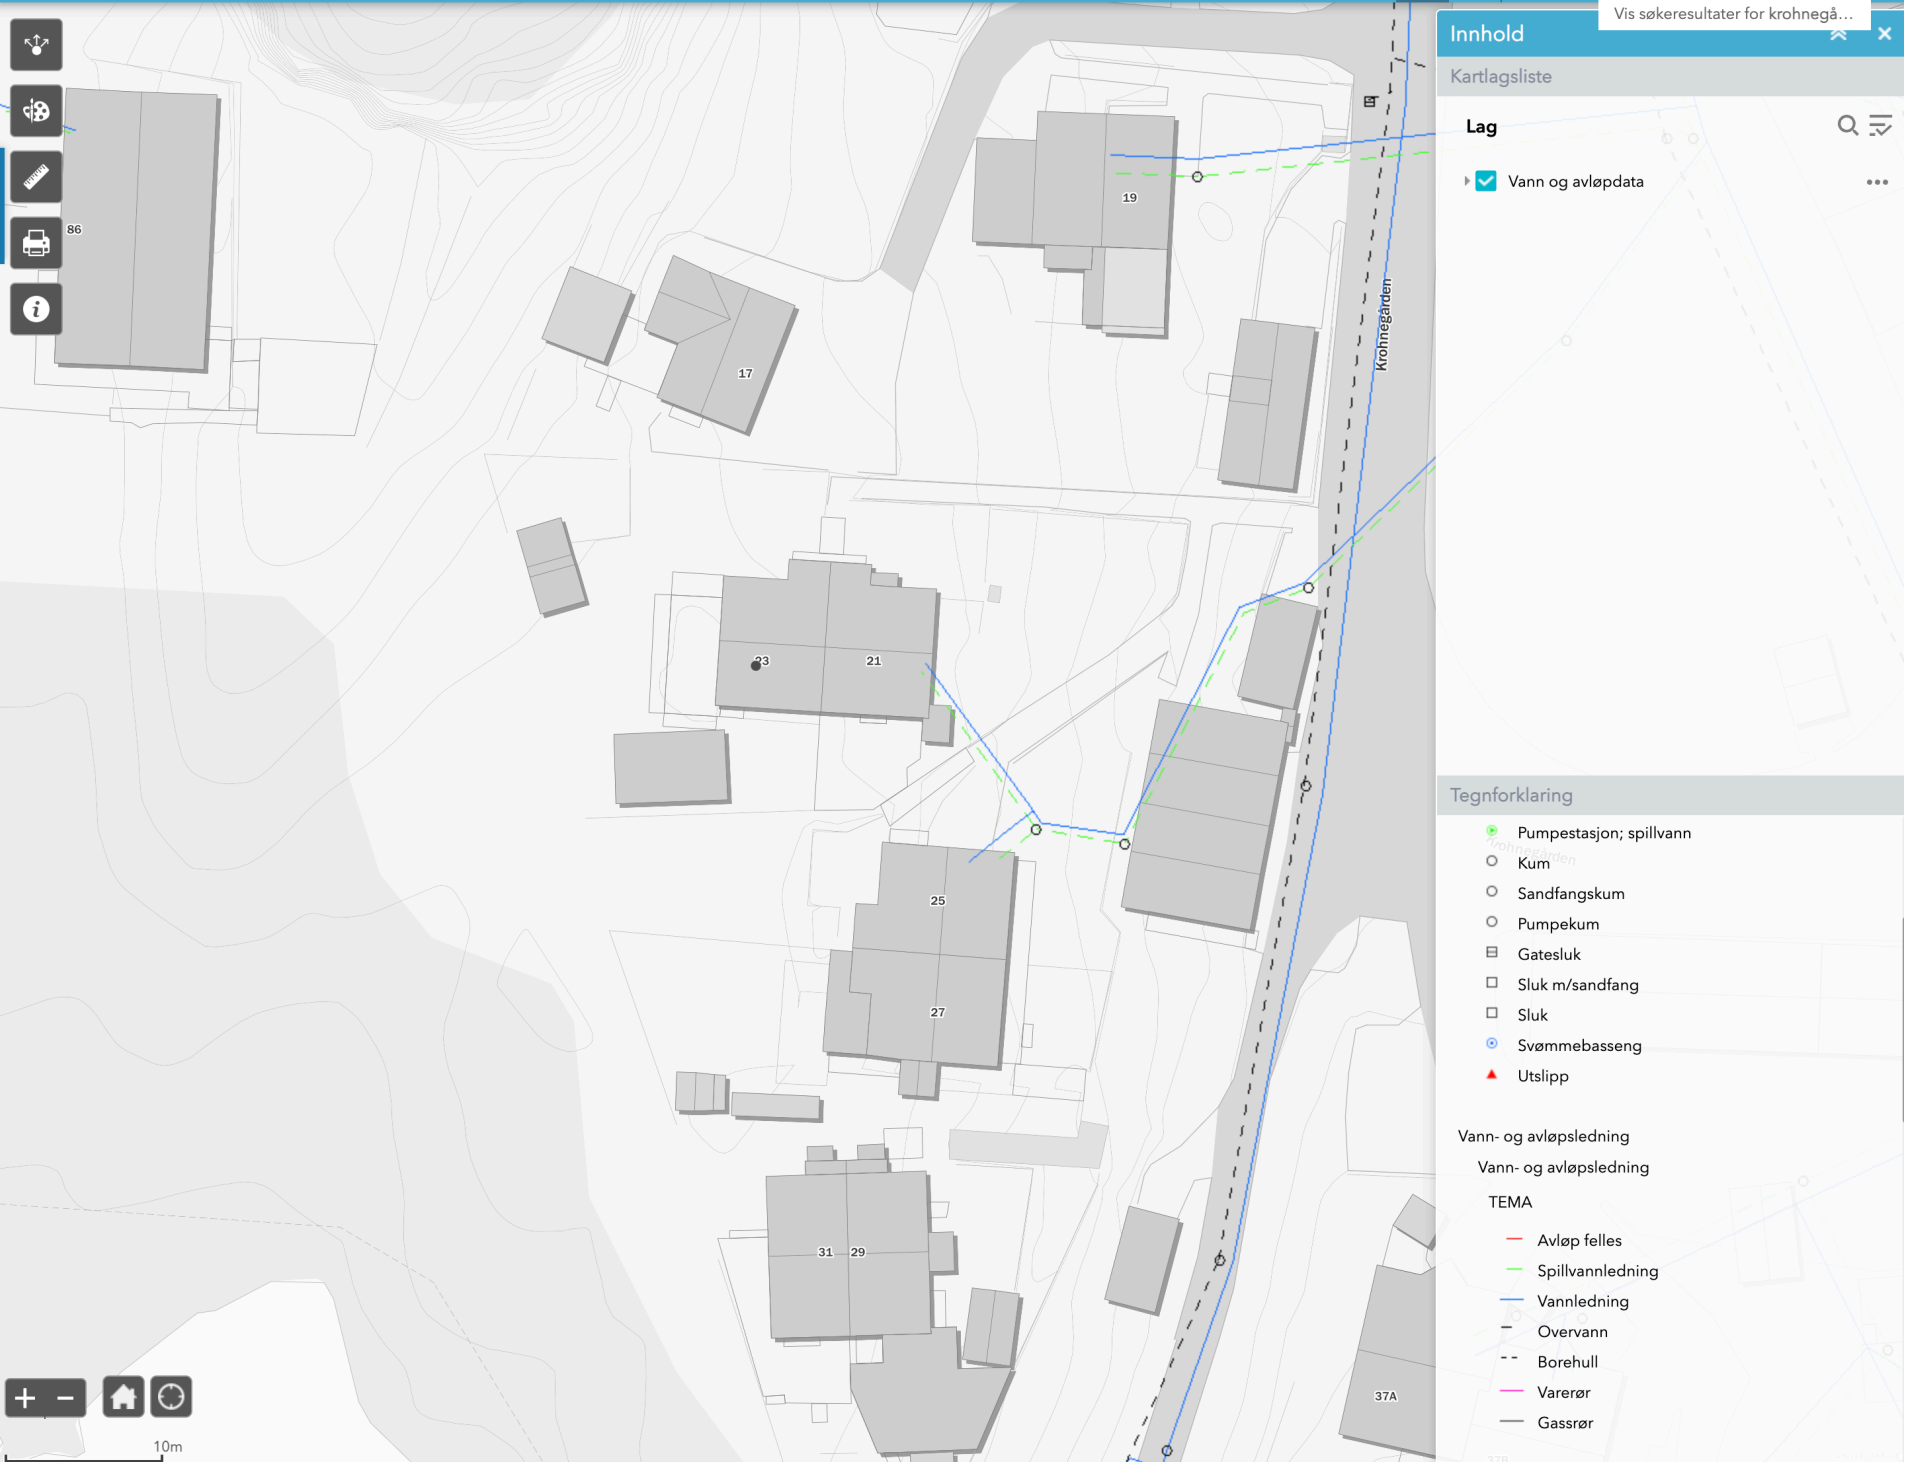 Vis søkeresultater for krohnegå…
Innhold
Kartlagsliste
Lag
Vann og avløpdata
86
19
17
Krohnegården
23
21
25
27
31
29
37A
Tegnforklaring
Pumpestasjon; spillvann
Krohnegården
Kum
Sandfangskum
Pumpekum
Gatesluk
Sluk m/sandfang
Sluk
Svømmebasseng
Utslipp
Vann- og avløpsledning
Vann- og avløpsledning
TEMA
Avløp felles
Spillvannledning
Vannledning
Overvann
Borehull
Varerør
Gassrør
37B
10m